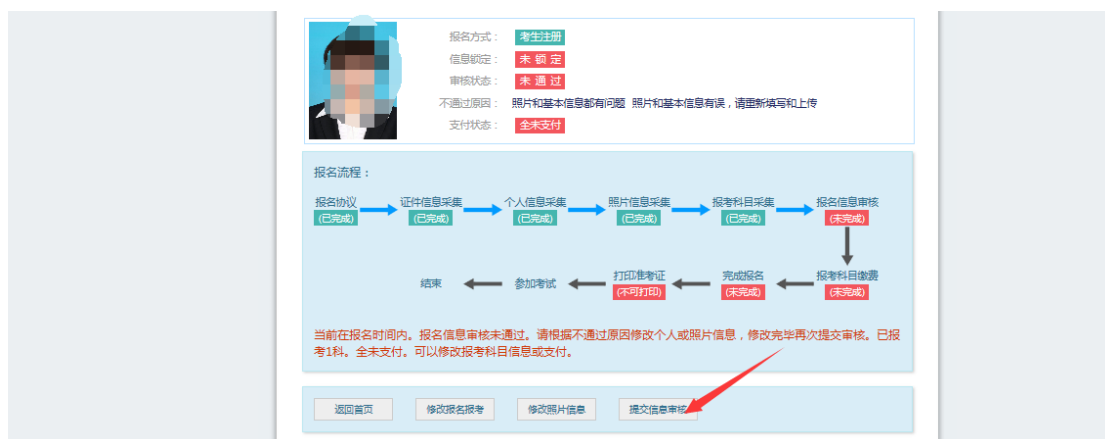 报名方式： 考生注册
信息锁定： 未 锁 定
审核状态： 未 通 过
不通过原因： 照片和基本信息都有问题 照片和基本信息有误，请重新填写和上传
支付状态： 全未支付
报名流程：
报名协议 证件信息采集 个人信息采集 照片信息采集 报考科目采集 报名信息审核
(已完成) (已完成) (已完成) (已完成) (已完成) (未完成)
结束 参加考试 打印准考证 完成报名 报考科目缴费
(不可打印) (未完成) (未完成)
当前在报名时间内。报名信息审核未通过。请根据不通过原因修改个人或照片信息，修改完毕再次提交审核。已报
考1科。全未支付。可以修改报考科目信息或支付。
返回首页 修改报名报考 修改照片信息 提交信息审核